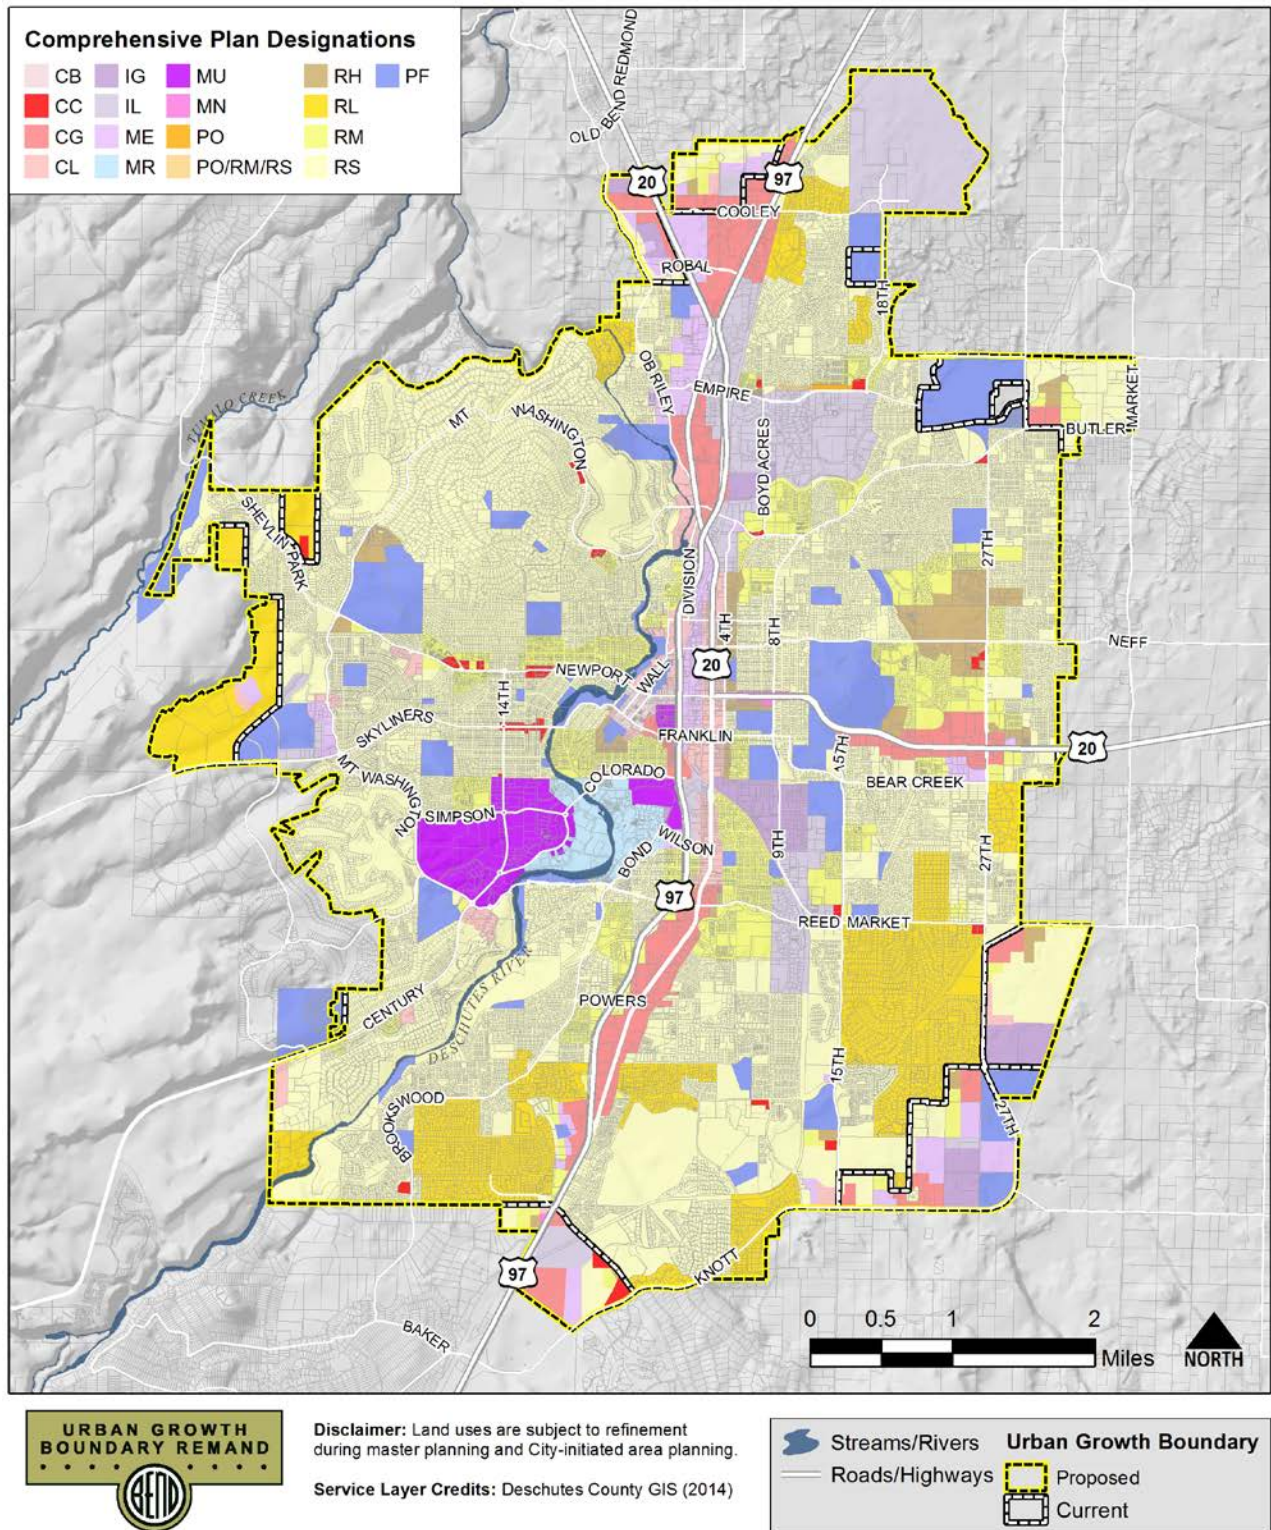 Comprehensive Plan Designations
CB IG MU RH PF
CC IL MN RL
CG ME PO RM
CL MR PO/RM/RS RS
OLD BEND REDMOND
20
97
COOLEY
ROBAL
18TH
OB RILEY
EMPIRE
MARKET
BUTLER
TUMALO CREEK
MT
WASHINGTON
BOYD ACRES
SHEVLIN PARK
27TH
DIVISION
4TH
8TH
NEFF
20
NEWPORT
WALL
14TH
SKYLINERS
FRANKLIN
20
15TH
BEAR CREEK
MT WASHINGTON
COLORADO
SIMPSON
WILSON
BOND
9TH
27TH
97
REED MARKET
DESCHUTES RIVER
CENTURY
POWERS
15TH
27TH
BROOKSWOOD
KNOTT
97
BAKER
0 0.5 1 2
Miles
NORTH
URBAN GROWTH
BOUNDARY REMAND
BEND
Disclaimer: Land uses are subject to refinement
during master planning and City-initiated area planning.
Service Layer Credits: Deschutes County GIS (2014)
Streams/Rivers
Roads/Highways
Urban Growth Boundary
Proposed
Current